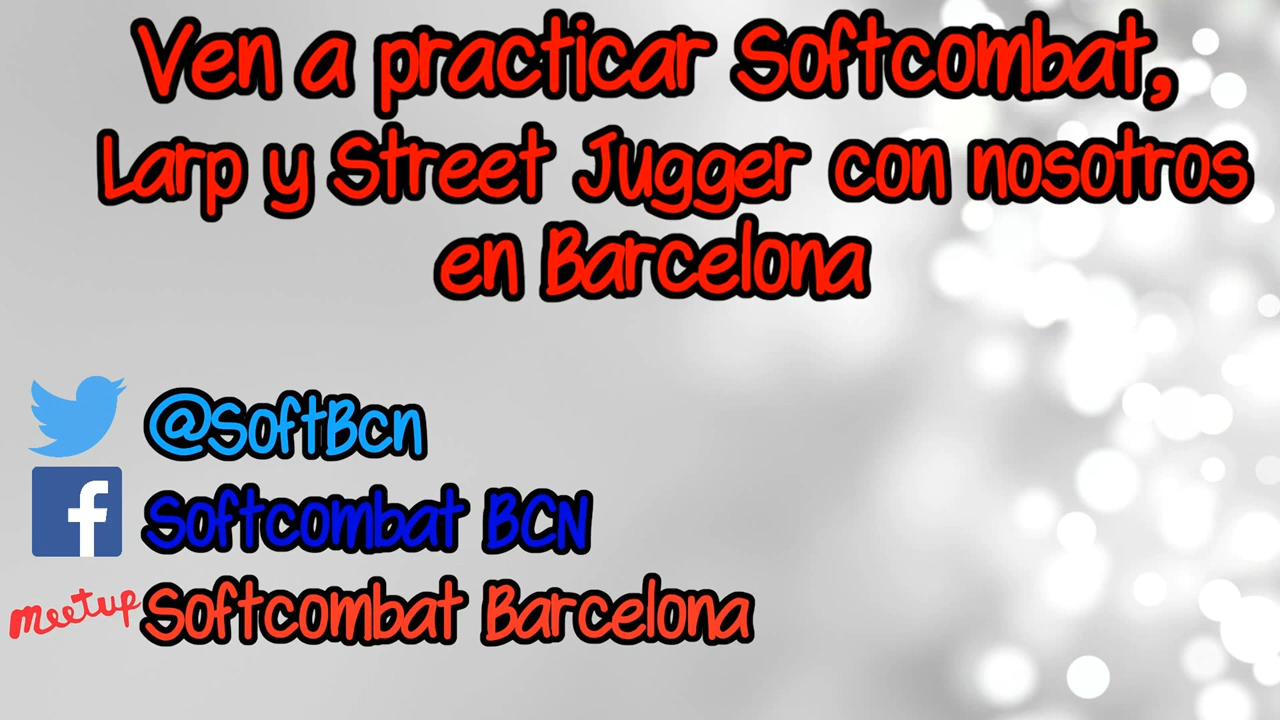 Ven a practicar Softcombat,
Larp y Street Jugger con nosotros
en Barcelona
@SoftBcn
f Softcombat BCN
meetup Softcombat Barcelona